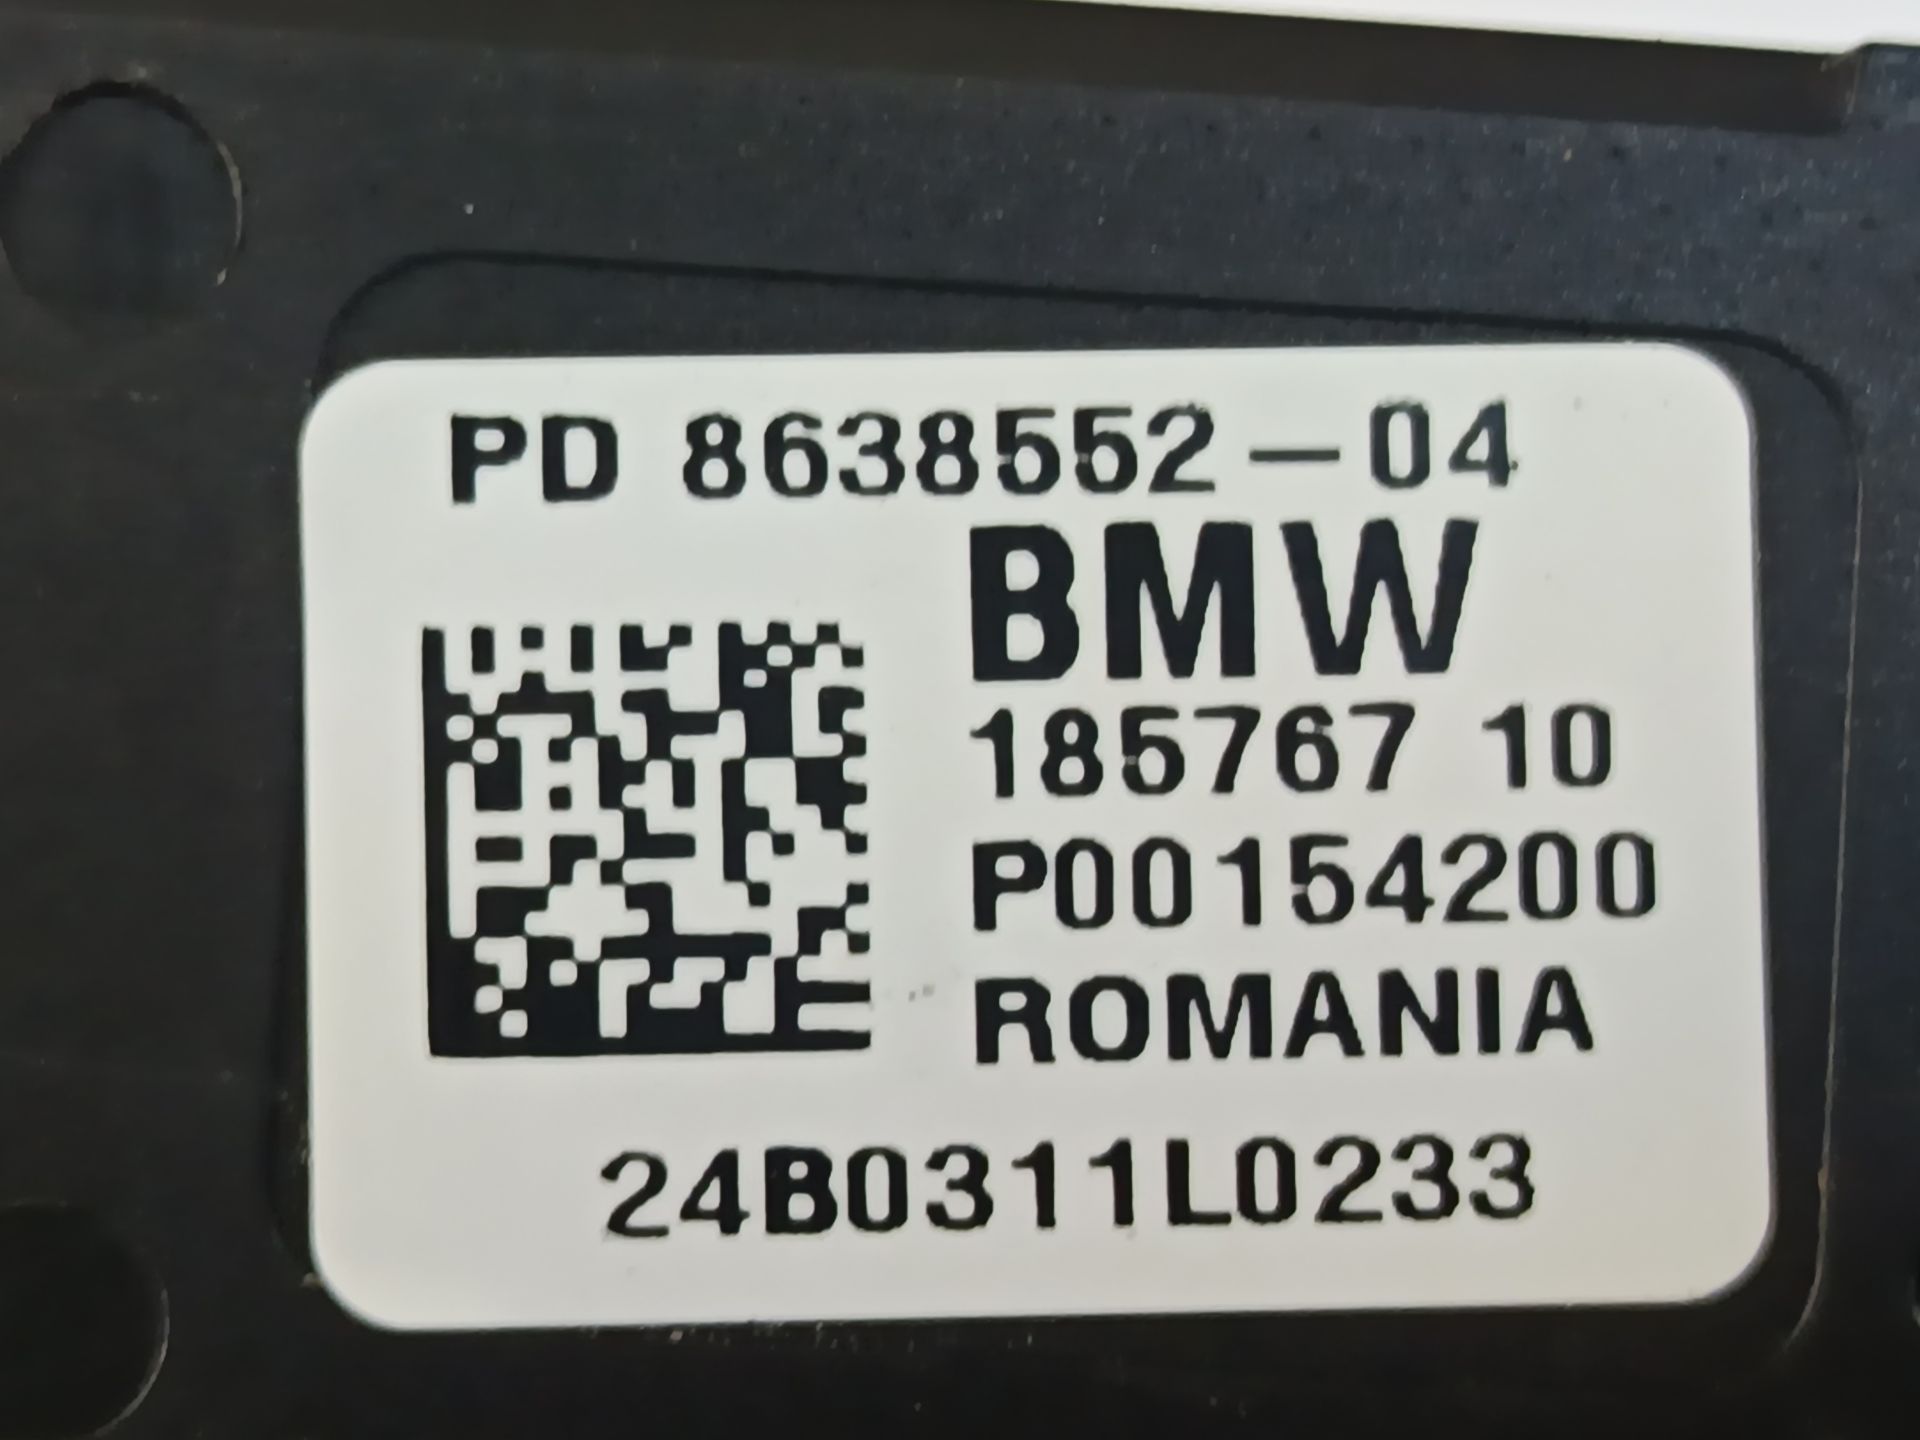 PD 8638552-04
BMW
185767 10
P00154200
ROMANIA
24B0311L0233